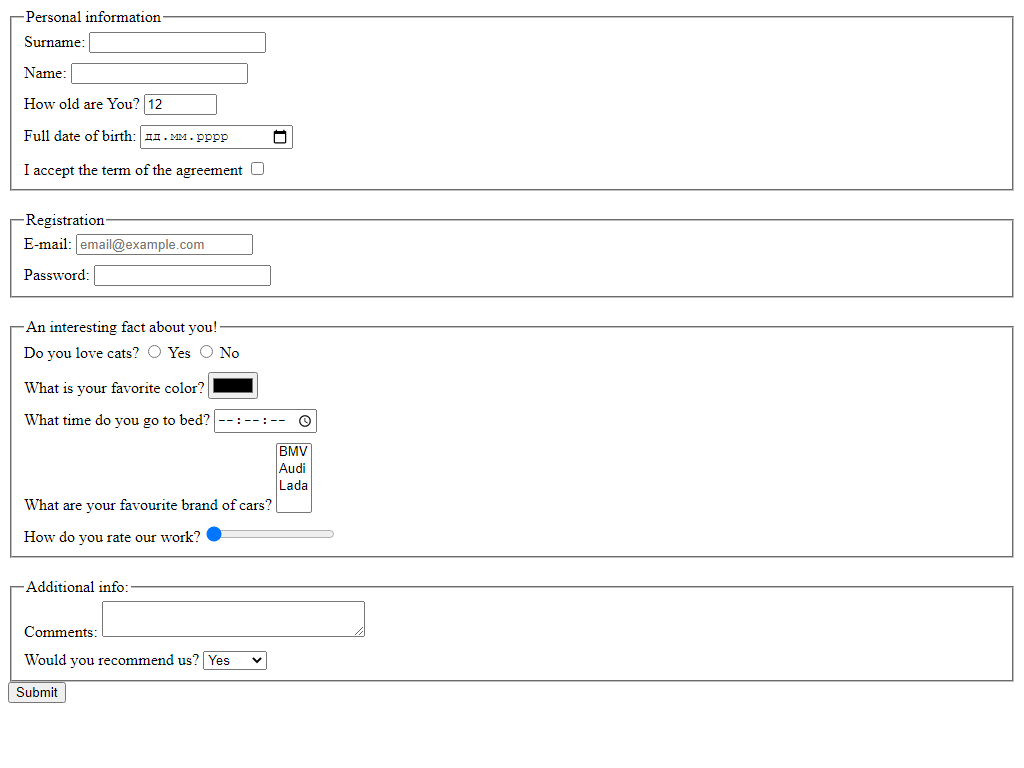 Personal information
Surname:
Name:
How old are You? 12
Full date of birth: дд.мм.рррр
I accept the term of the agreement
Registration
E-mail: email@example.com
Password:
An interesting fact about you!
Do you love cats? Yes No
What is your favorite color?
What time do you go to bed? --:--:--
BMV
Audi
Lada
What are your favourite brand of cars?
How do you rate our work?
Additional info:
Comments:
Would you recommend us? Yes
Submit